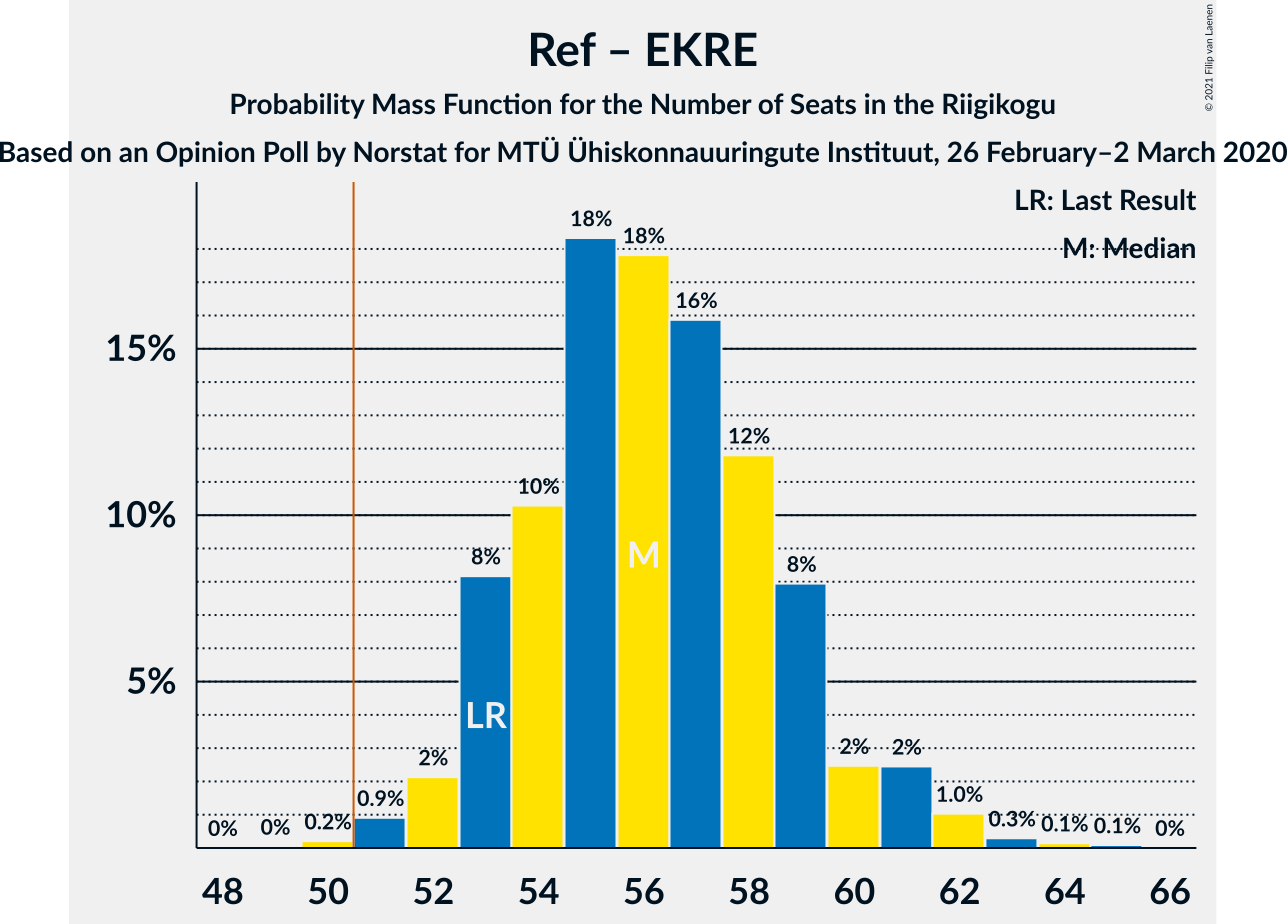 Ref – EKRE
Probability Mass Function for the Number of Seats in the Riigikogu
Based on an Opinion Poll by Norstat for MTÜ Ühiskonnauuringute Instituut, 26 February–2 March 2020
© 2021 Filip van Laenen
LR: Last Result
M: Median
15%
10%
5%
0%
0%
0.2%
0.9%
2%
8%
10%
18%
18%
16%
12%
8%
2%
2%
1.0%
0.3%
0.1%
0.1%
0%
LR
M
48 50 52 54 56 58 60 62 64 66